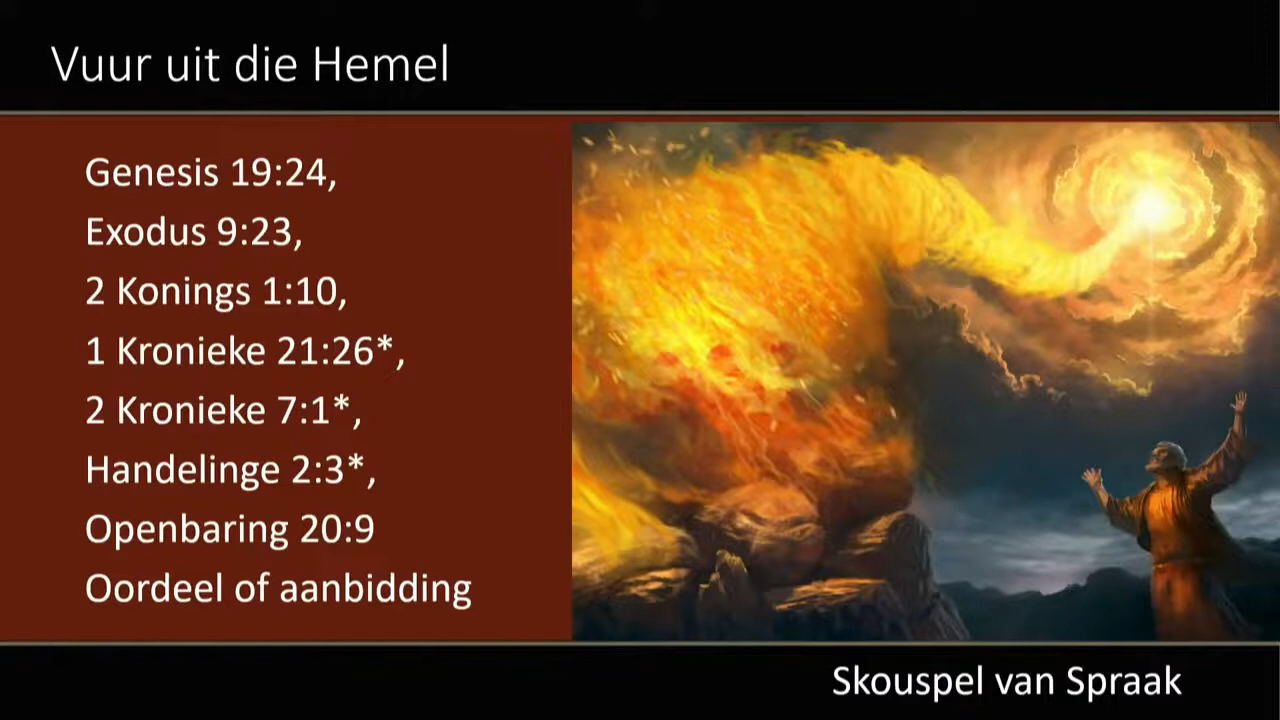 Vuur uit die Hemel
Genesis 19:24,
Exodus 9:23,
2 Konings 1:10,
1 Kronieke 21:26*,
2 Kronieke 7:1*,
Handelinge 2:3*,
Openbaring 20:9
Oordeel of aanbidding
Skouspel van Spraak